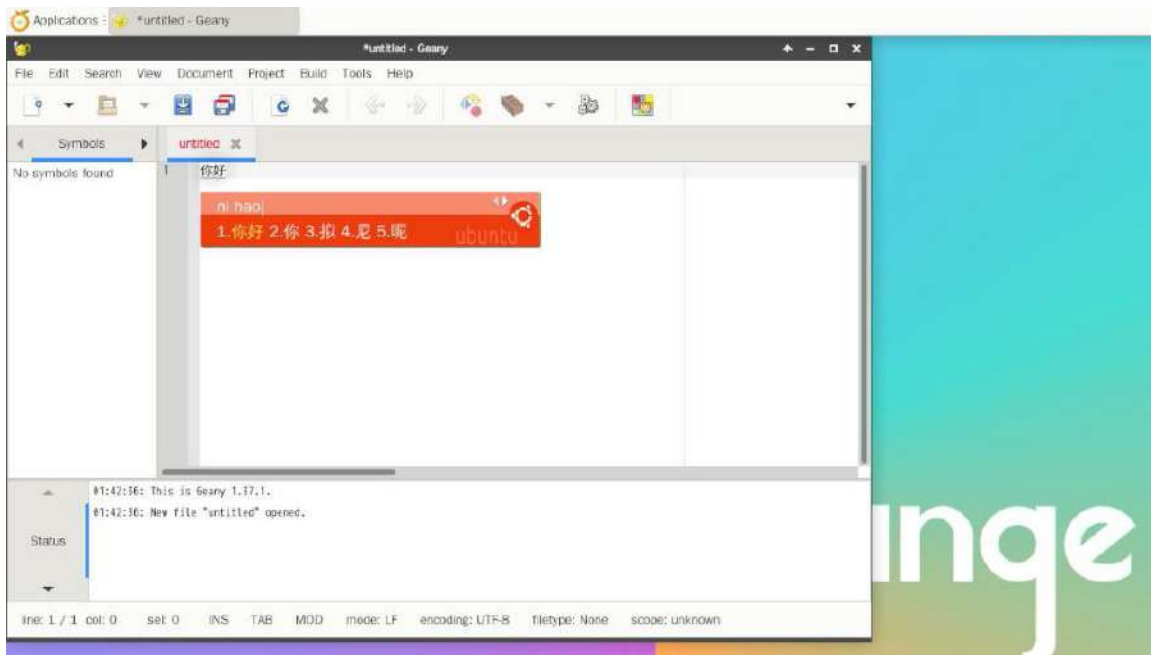 Applications
*untitled - Geany
*untitled - Geany
File Edit Search View Document Project Build Tools Help
Symbols
untitled
No symbols found
1
你好
ni hao
1.你好 2.你 3.拟 4.尼 5.呢
ubuntu
01:42:36: This is Geany 1.37.1.
01:42:36: New file "untitled" opened.
Status
line: 1 / 1 col: 0 sel: 0 INS TAB MOD mode: LF encoding: UTF-8 filetype: None scope: unknown
nge